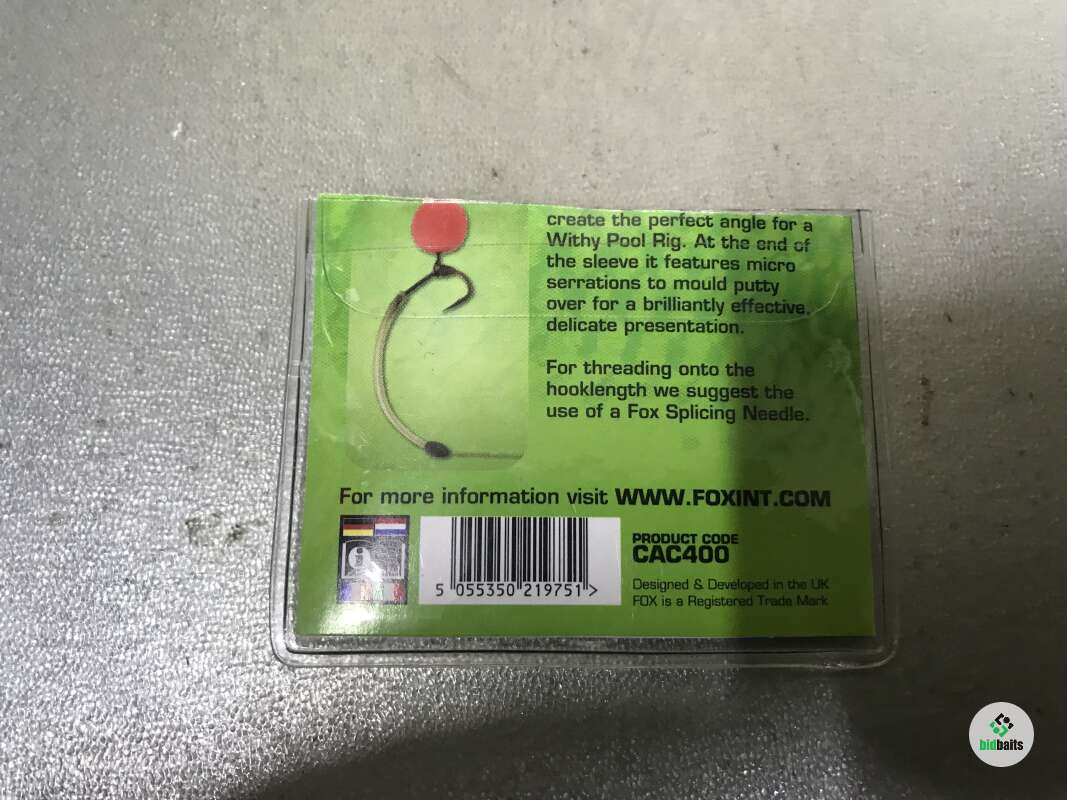 create the perfect angle for a
Withy Pool Rig. At the end of
the sleeve it features micro
serrations to mould putty
over for a brilliantly effective,
delicate presentation.
For threading onto the
hooklength we suggest the
use of a Fox Splicing Needle.
For more information visit WWW.FOXINT.COM
PRODUCT CODE
CAC400
5 055350 219751 >
Designed & Developed in the UK
FOX is a Registered Trade Mark
bidbaits